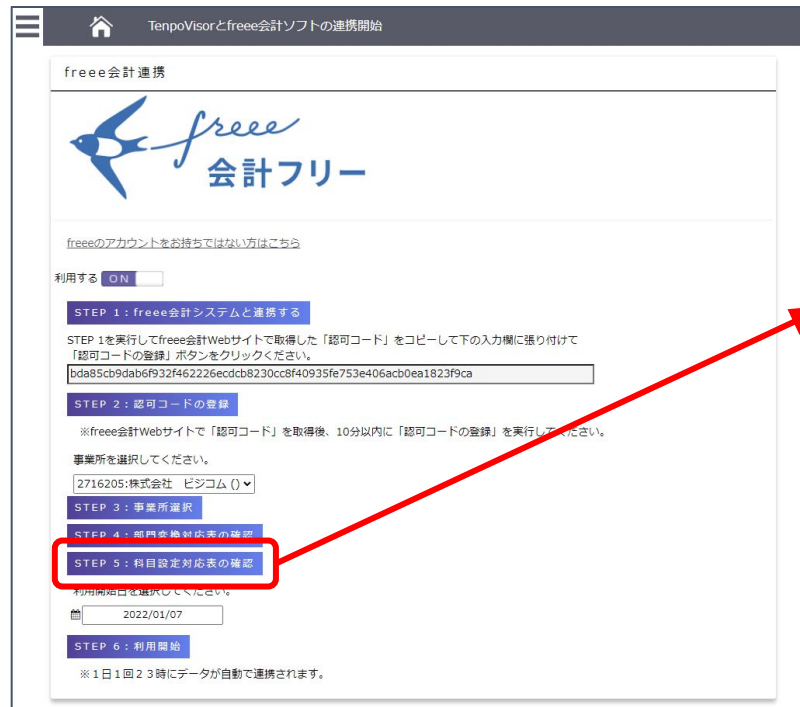 TenpoVisorとfreee会計ソフトの連携開始
freee会計連携
freee
会計フリー
freeeのアカウントをお持ちではない方はこちら
利用する ON
STEP 1：freee会計システムと連携する
STEP 1を実行してfreee会計Webサイトで取得した「認可コード」をコピーして下の入力欄に張り付けて
「認可コードの登録」ボタンをクリックください。
bda85cb9dab6f932f462226ecdcb8230cc8f40935fe753e406acb0ea1823f9ca
STEP 2：認可コードの登録
※freee会計Webサイトで「認可コード」を取得後、10分以内に「認可コードの登録」を実行してください。
事業所を選択してください。
2716205:株式会社　ビジコム ()
STEP 3：事業所選択
STEP 4：部門変換対応表の確認
STEP 5：科目設定対応表の確認
利用開始日を選択してください。
2022/01/07
STEP 6：利用開始
※１日１回２３時にデータが自動で連携されます。